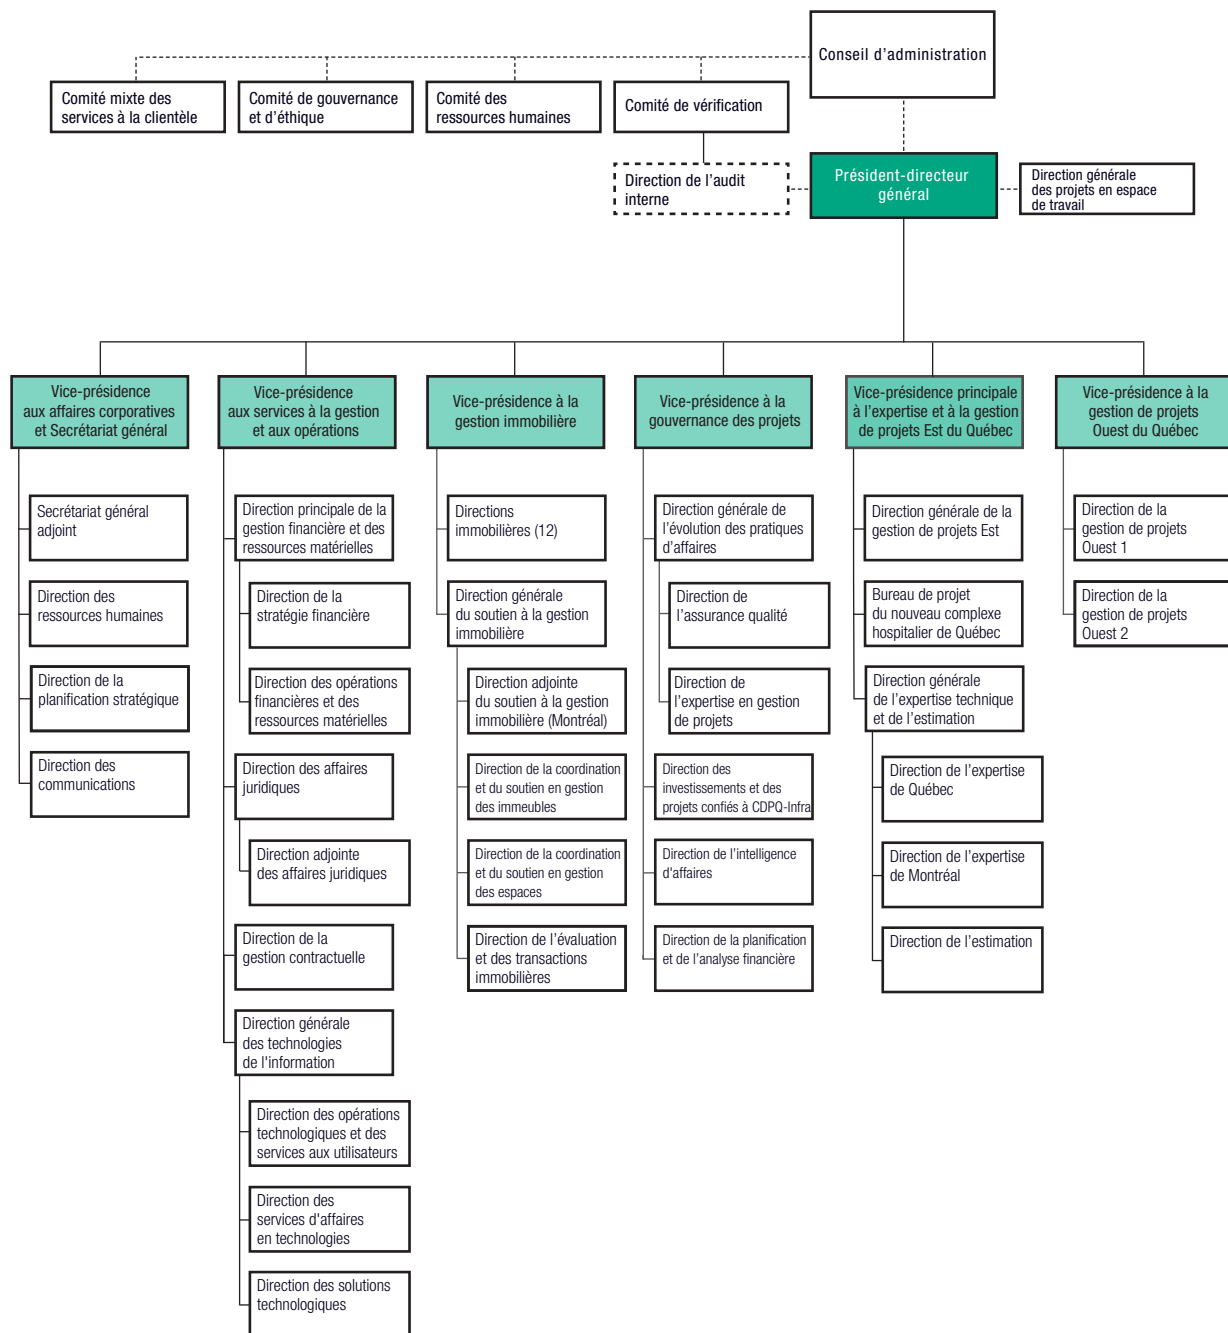 Conseil d'administration
Comité mixte des
services à la clientèle
Comité de gouvernance
et d'éthique
Comité des
ressources humaines
Comité de vérification
Direction de l'audit
interne
Président-directeur
général
Direction générale
des projets en espace
de travail
Vice-présidence
aux affaires corporatives
et Secrétariat général
Secrétariat général
adjoint
Direction des
ressources humaines
Direction de la
planification stratégique
Direction des
communications
Vice-présidence
aux services à la gestion
et aux opérations
Direction principale de la
gestion financière et des
ressources matérielles
Direction de la
stratégie financière
Direction des opérations
financières et des
ressources matérielles
Direction des affaires
juridiques
Direction adjointe
des affaires juridiques
Direction de la
gestion contractuelle
Direction générale
des technologies
de l'information
Direction des opérations
technologiques et des
services aux utilisateurs
Direction des
services d'affaires
en technologies
Direction des solutions
technologiques
Vice-présidence à la
gestion immobilière
Directions
immobilières (12)
Direction générale
du soutien à la gestion
immobilière
Direction adjointe
du soutien à la gestion
immobilière (Montréal)
Direction de la coordination
et du soutien en gestion
des immeubles
Direction de la coordination
et du soutien en gestion
des espaces
Direction de l'évaluation
et des transactions
immobilières
Vice-présidence à la
gouvernance des projets
Direction générale de
l'évolution des pratiques
d'affaires
Direction de
l'assurance qualité
Direction de
l'expertise en gestion
de projets
Direction des
investissements et des
projets confiés à CDPQ-Infra
Direction de l'intelligence
d'affaires
Direction de la planification
et de l'analyse financière
Vice-présidence principale
à l'expertise et à la gestion
de projets Est du Québec
Direction générale de la
gestion de projets Est
Bureau de projet
du nouveau complexe
hospitalier de Québec
Direction générale
de l'expertise technique
et de l'estimation
Direction de l'expertise
de Québec
Direction de l'expertise
de Montréal
Direction de l'estimation
Vice-présidence à la
gestion de projets
Ouest du Québec
Direction de la
gestion de projets
Ouest 1
Direction de la
gestion de projets
Ouest 2